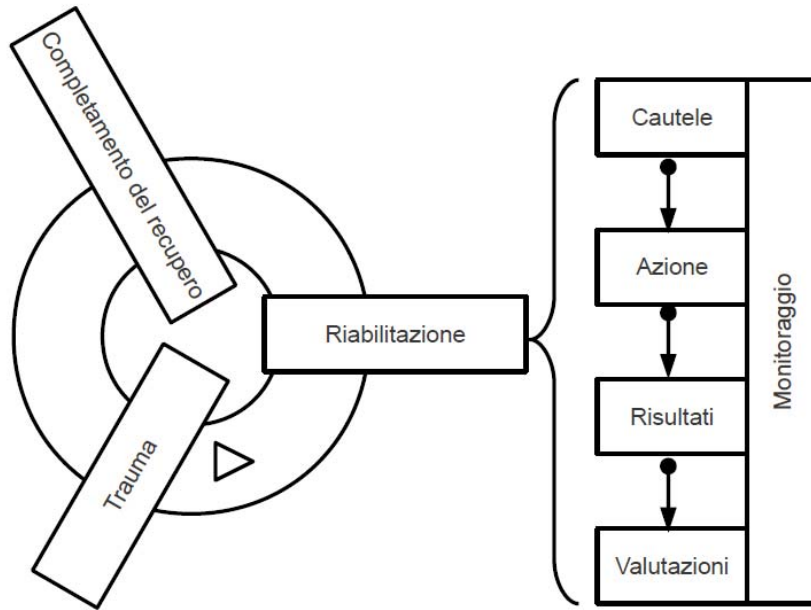 Completamento del recupero
Trauma
Riabilitazione
Cautele
Azione
Risultati
Valutazioni
Monitoraggio